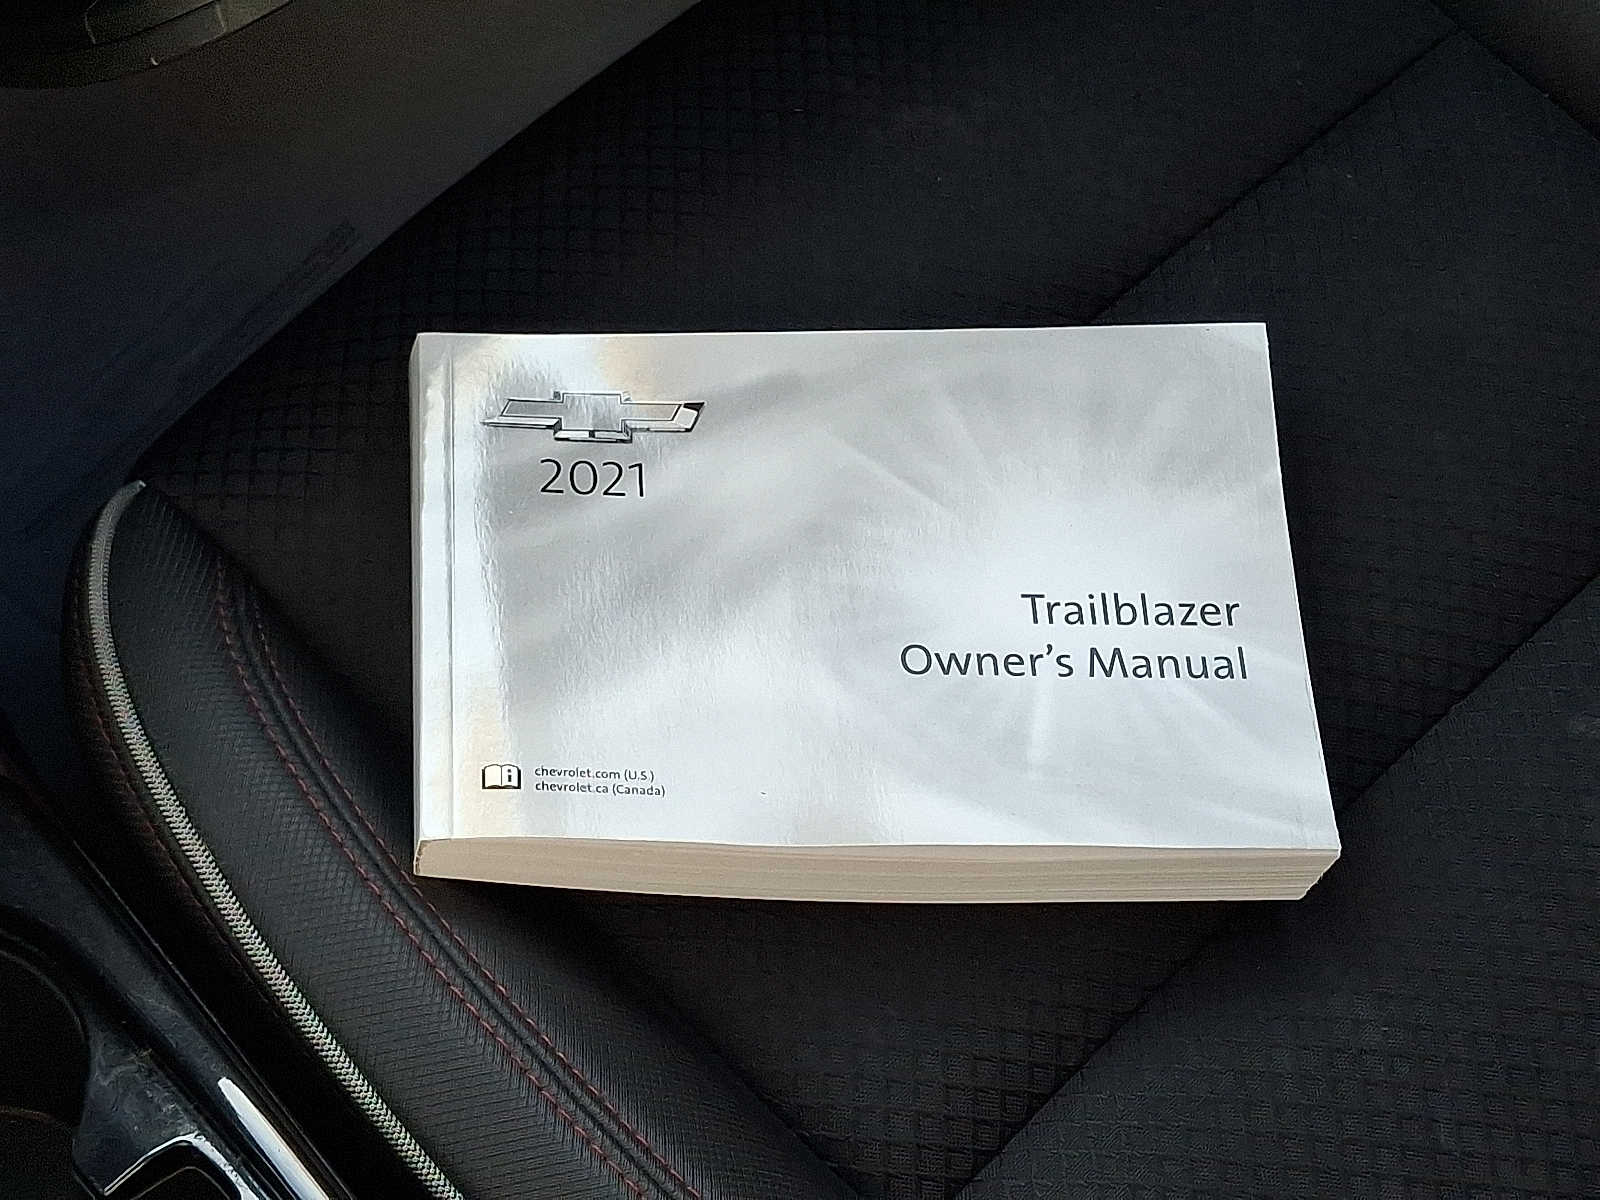 2021
Trailblazer
Owner's Manual
i chevrolet.com (U.S.)
chevrolet.ca (Canada)